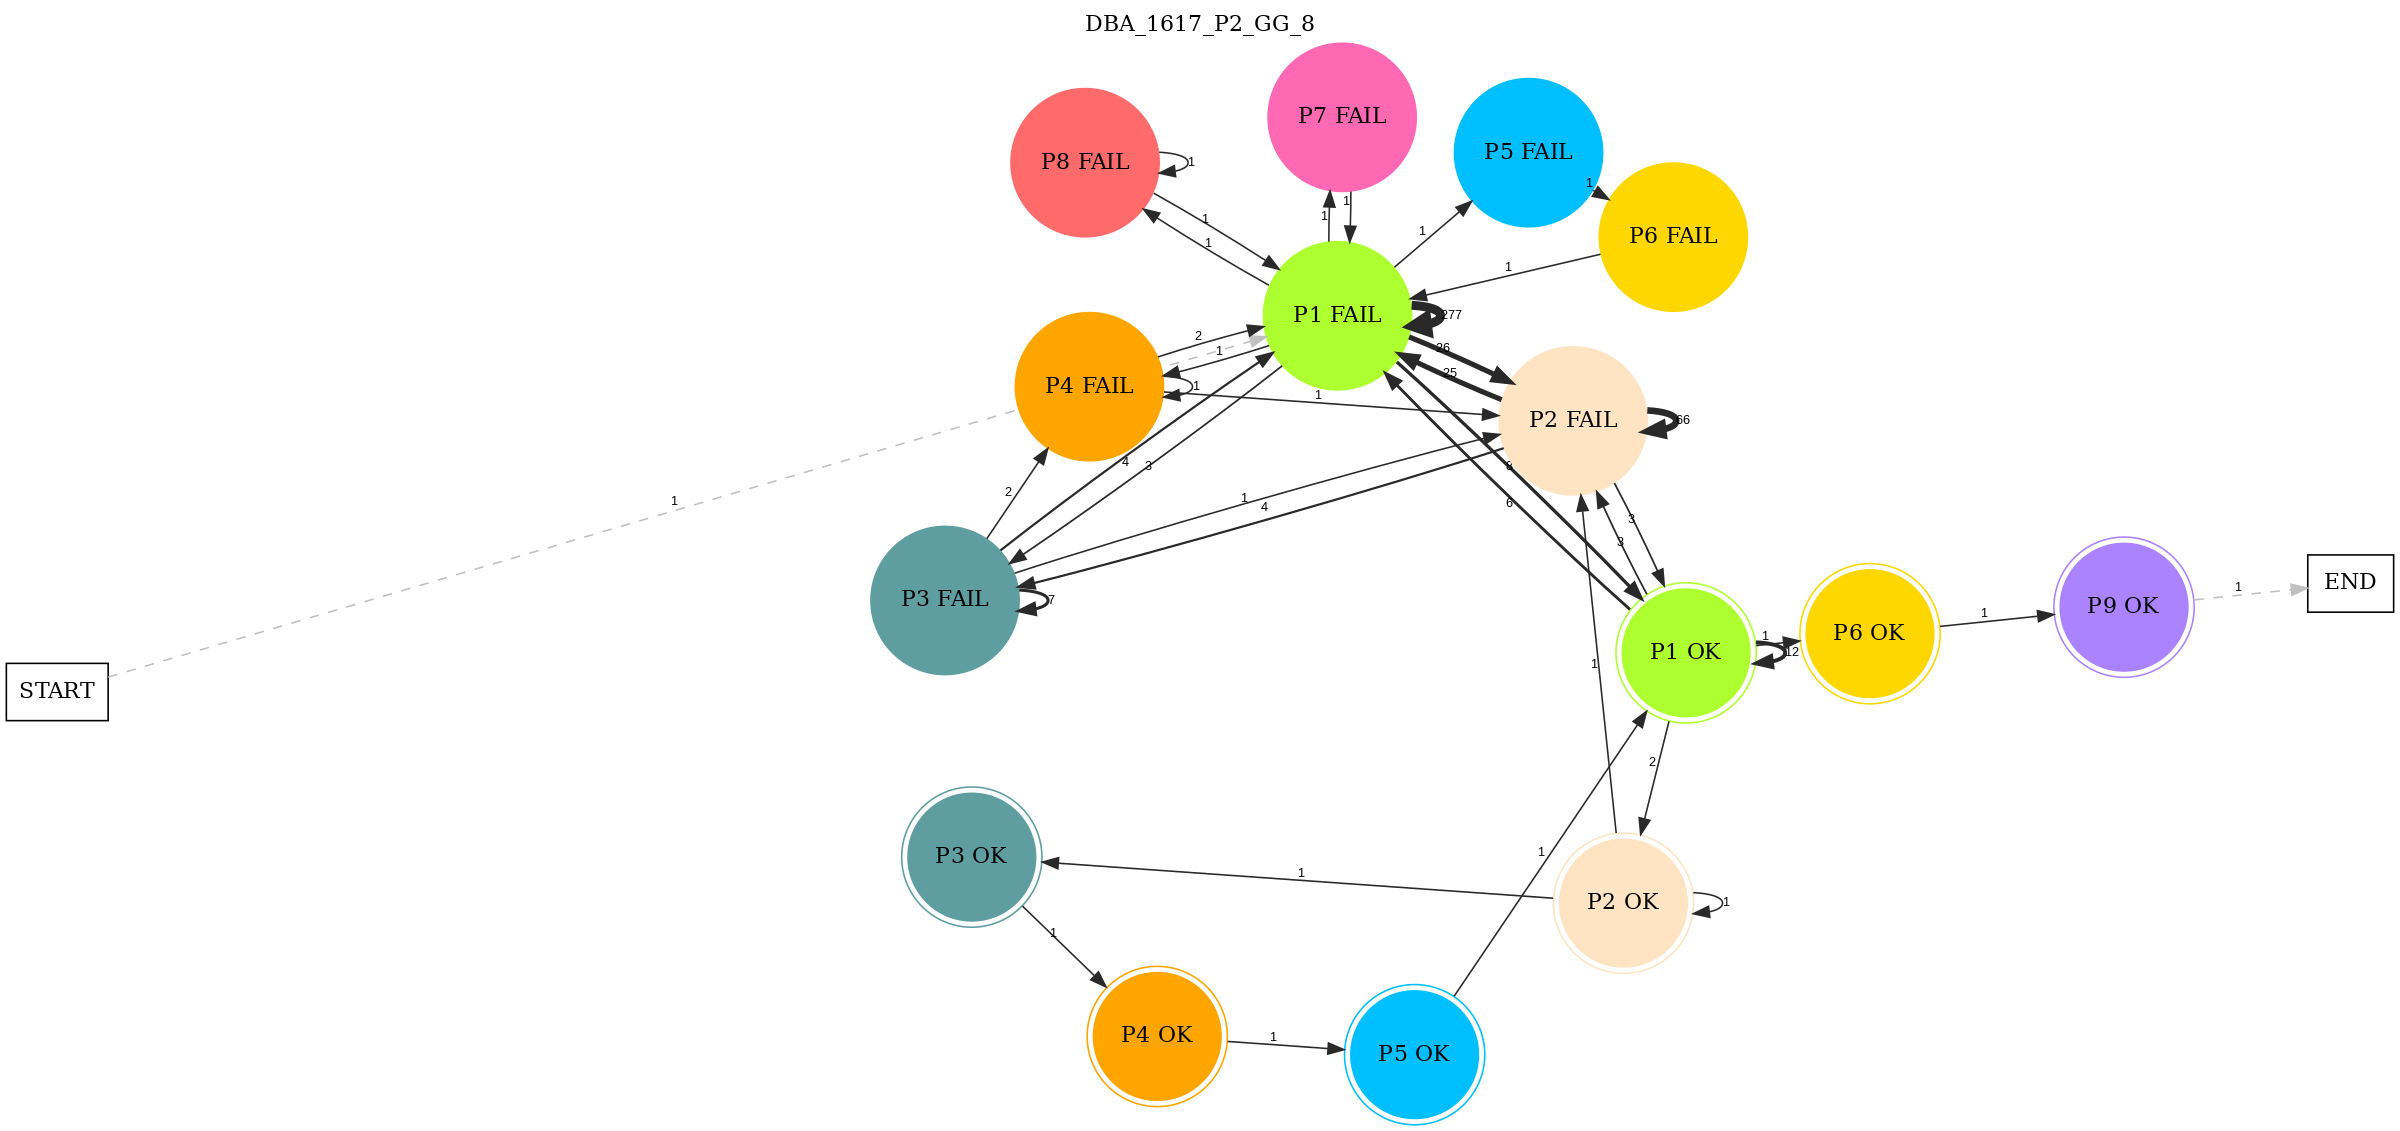 DBA_1617_P2_GG_8
P7 FAIL
P5 FAIL
P8 FAIL
1
1
P6 FAIL
1
1
1
1
1
1
P1 FAIL
277
2
26
1
25
P4 FAIL
1
1
P2 FAIL
66
4
3
8
2
1
6
1
4
3
3
P3 FAIL
7
END
1
P9 OK
1
P6 OK
1
12
P1 OK
START
1
2
1
P3 OK
1
P2 OK
1
1
P4 OK
1
P5 OK